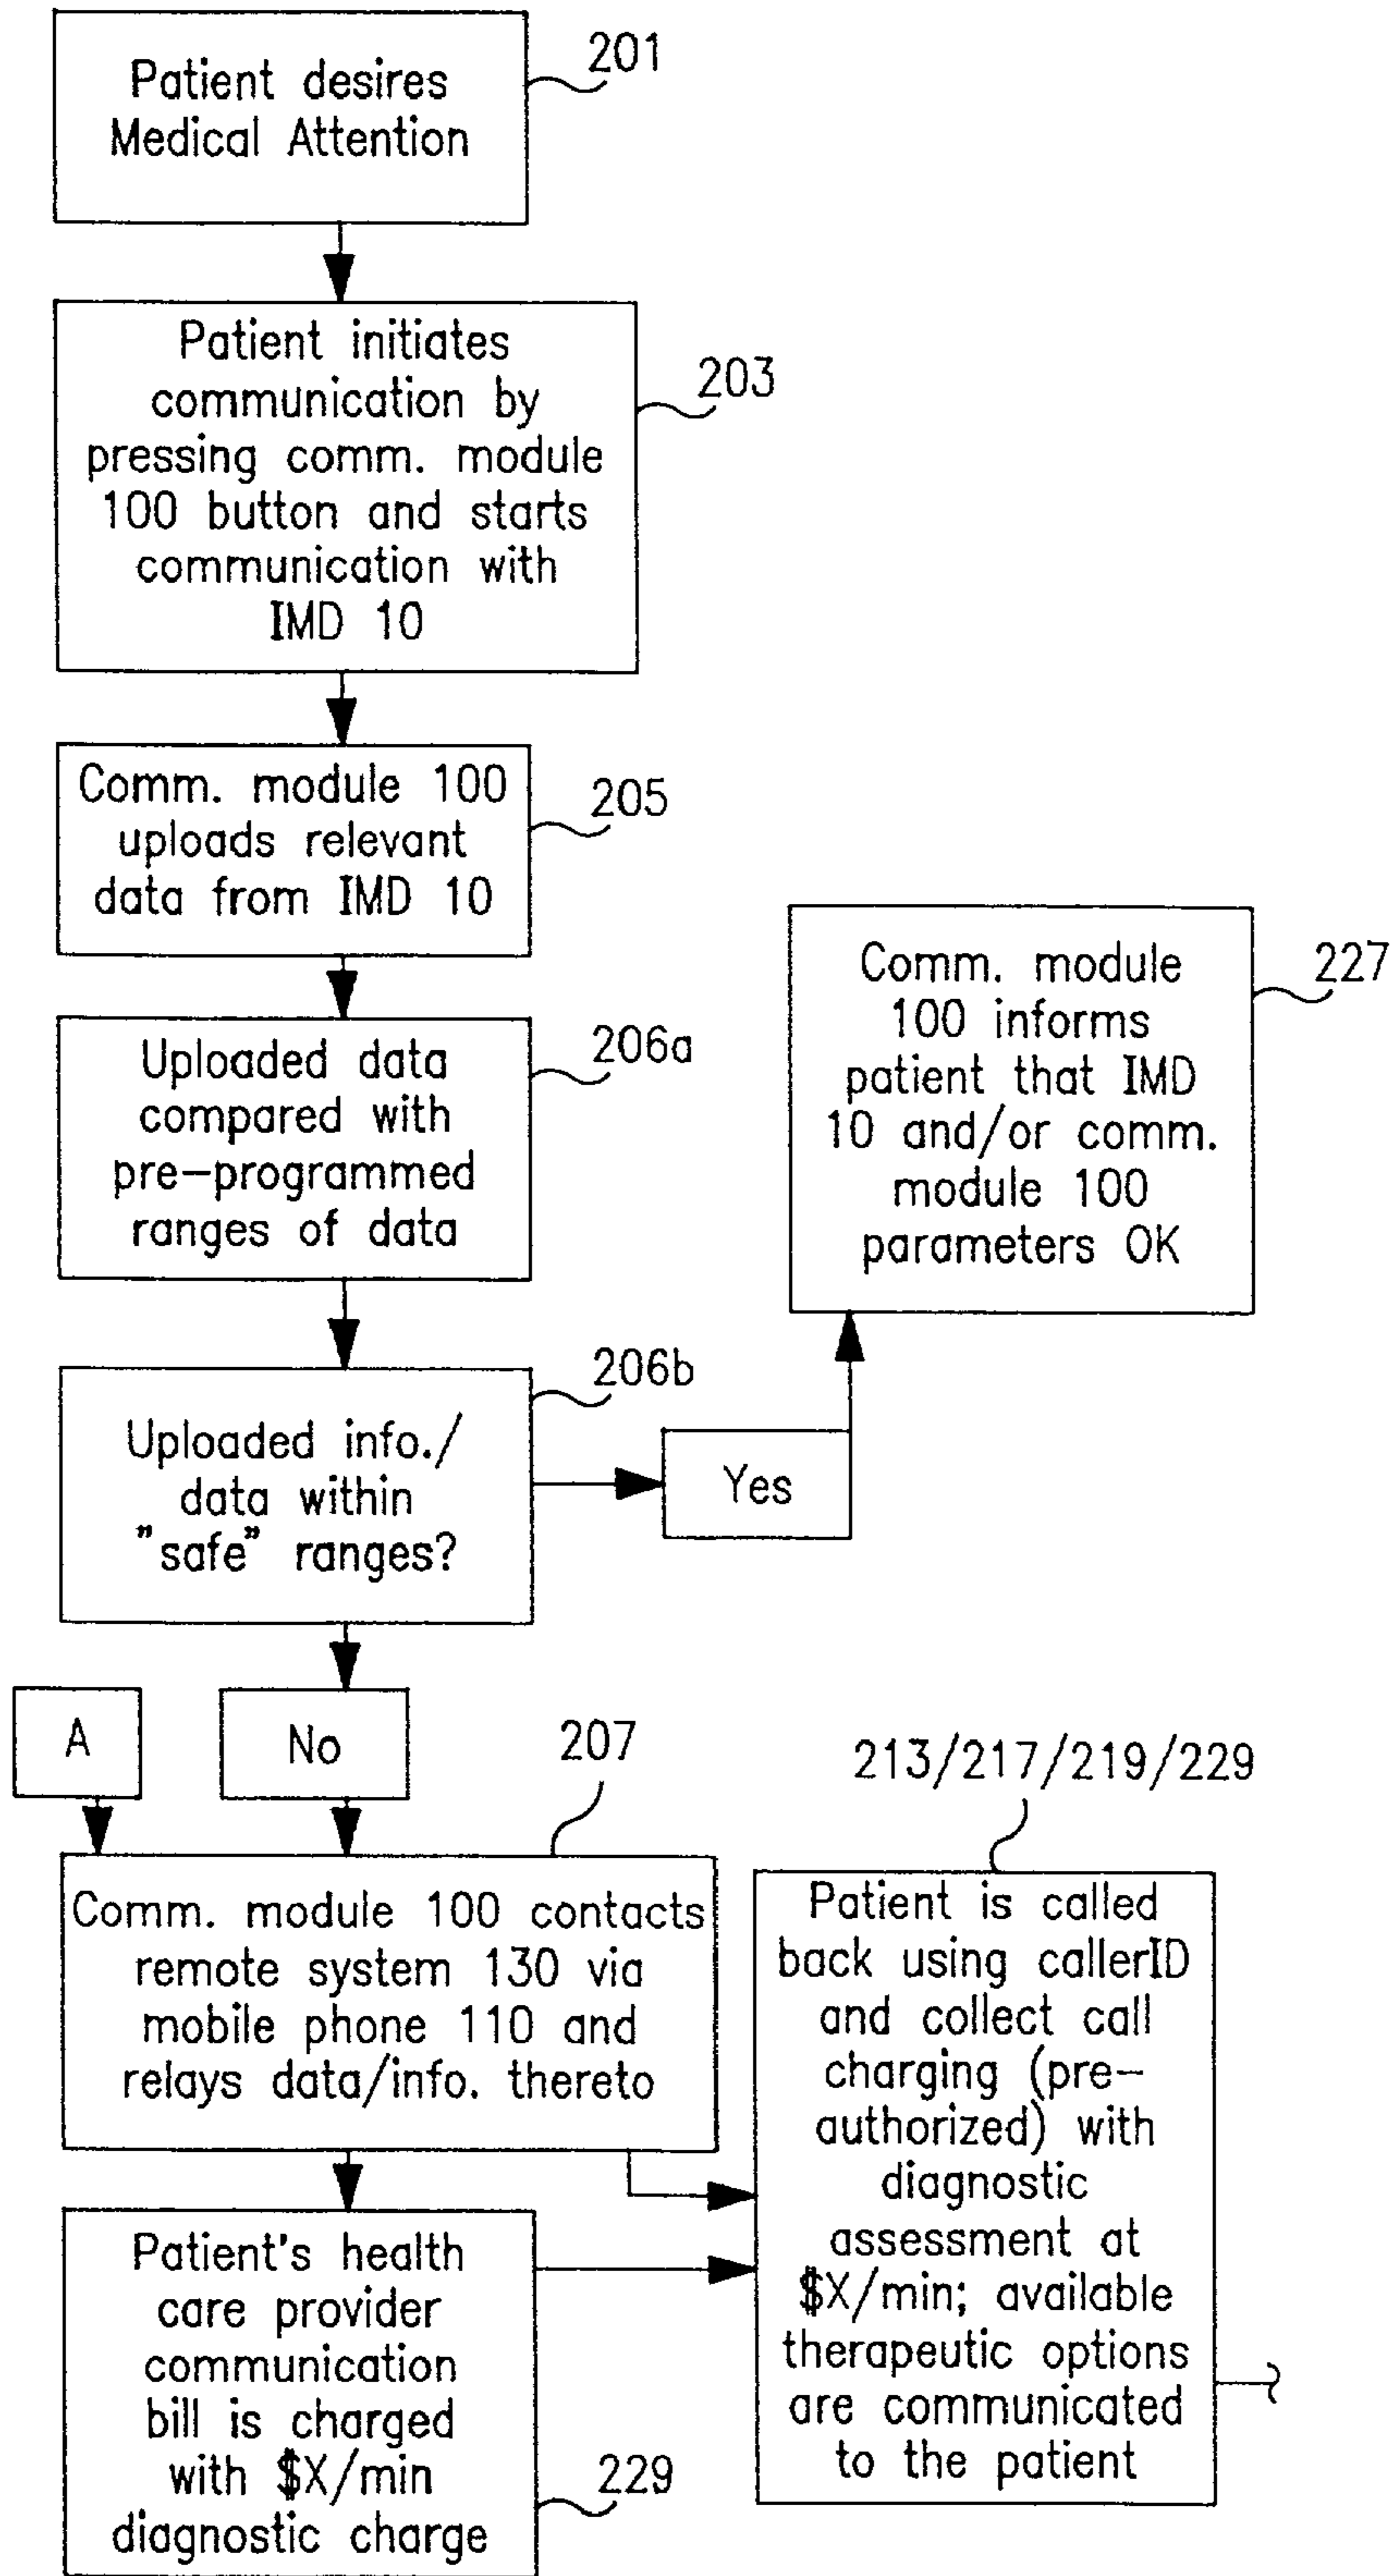 Patient desires
Medical Attention
201
Patient initiates
communication by
pressing comm. module
100 button and starts
communication with
IMD 10
203
Comm. module 100
uploads relevant
data from IMD 10
205
Uploaded data
compared with
pre-programmed
ranges of data
206a
Comm. module
100 informs
patient that IMD
10 and/or comm.
module 100
parameters OK
227
Uploaded info./
data within
"safe" ranges?
206b
Yes
A
No
207
Comm. module 100 contacts
remote system 130 via
mobile phone 110 and
relays data/info. thereto
213/217/219/229
Patient is called
back using callerID
and collect call
charging (pre-
authorized) with
diagnostic
assessment at
$X/min; available
therapeutic options
are communicated
to the patient
Patient's health
care provider
communication
bill is charged
with $X/min
diagnostic charge
229